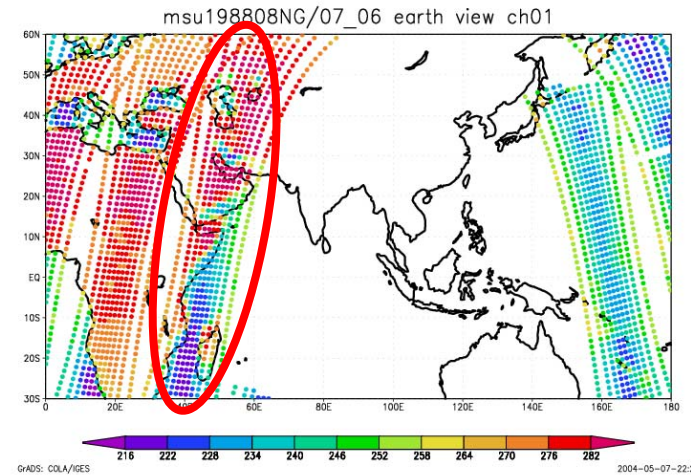 msu198808NG/07_06 earth view ch01
60N
50N
40N
30N
20N
10N
EQ
10S
20S
30S
0 20E 40E 60E 80E 100E 120E 140E 160E 180
216 222 228 234 240 246 252 258 264 270 276 282
GrADS: COLA/IGES 2004-05-07-22: